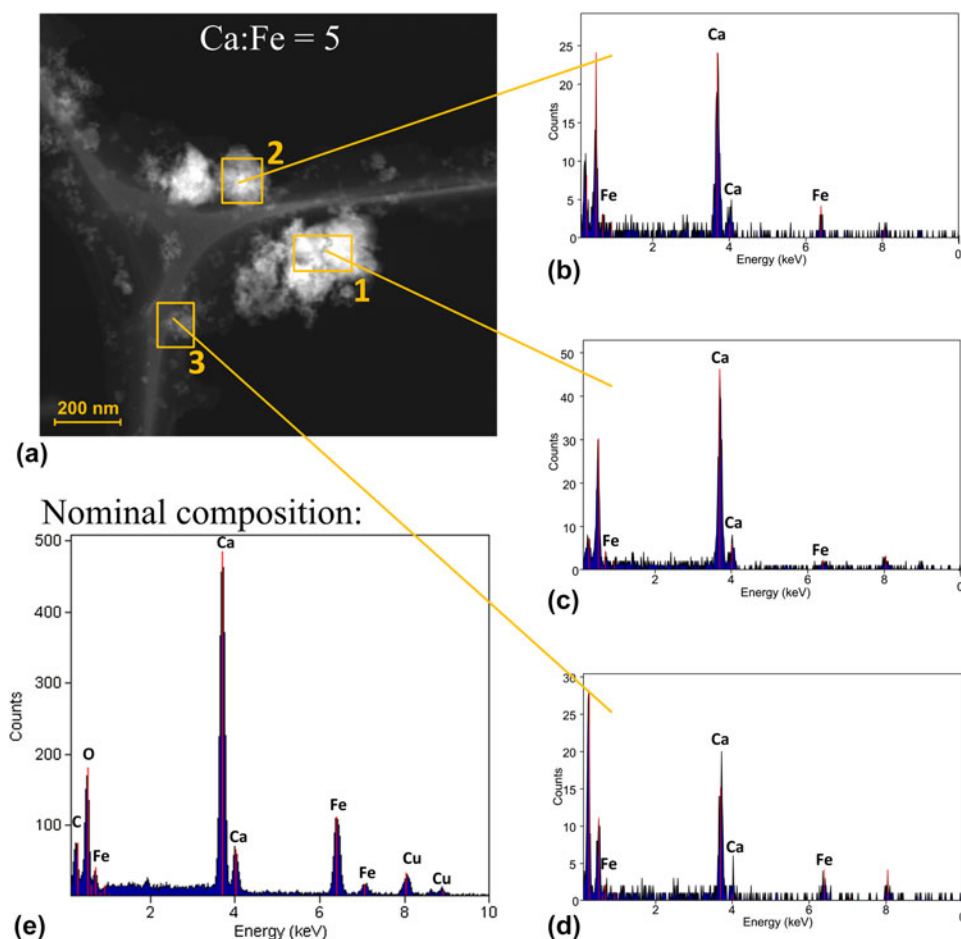 Ca:Fe = 5
2
1
3
200 nm
(a)
25
20
15
10
5
0
Counts
Ca
Fe
Ca
Fe
2 4 6 8 0
Energy (keV)
(b)
50
40
30
20
10
0
Counts
Ca
Fe
Ca
Fe
2 4 6 8 0
Energy (keV)
(c)
30
25
20
15
10
5
0
Counts
Ca
Fe
Ca
Fe
2 4 6 8 0
Energy (keV)
(d)
Nominal composition:
500
400
300
200
100
Counts
Ca
O
C
Fe
Ca
Fe
Fe
Cu
Cu
2 4 6 8 10
Energy (keV)
(e)